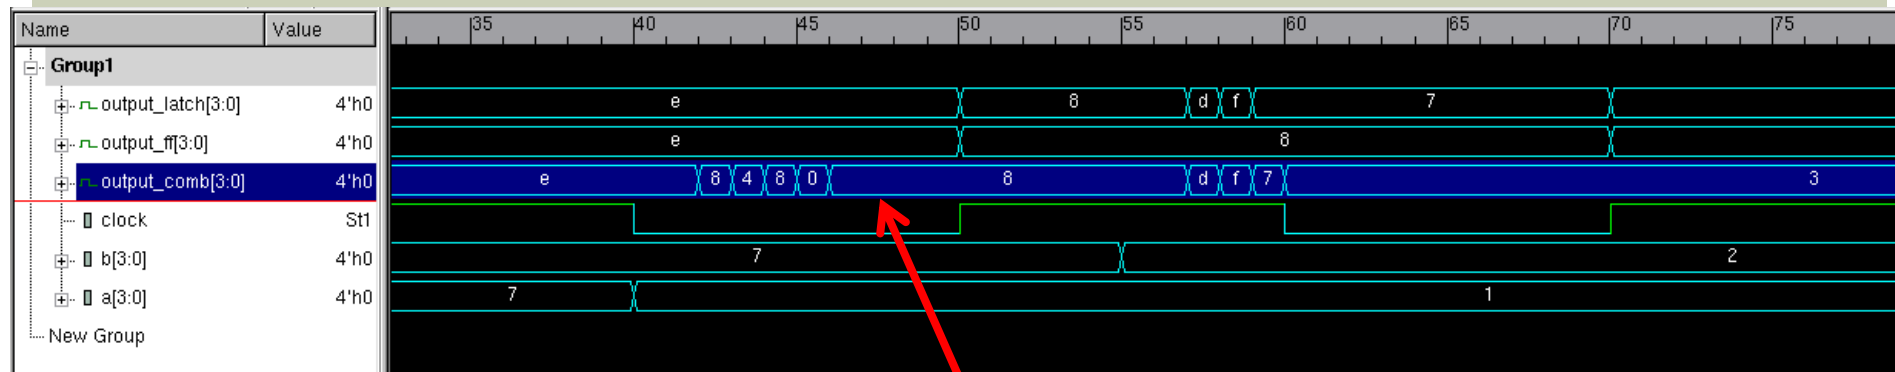 Name Value 35 40 45 50 55 60 65 70 75
Group1
output_latch[3:0] 4'h0 e 8 d f 7
output_ff[3:0] 4'h0 e 8
output_comb[3:0] 4'h0 e 8 4 8 0 8 d f 7 3
clock St1
b[3:0] 4'h0 7 2
a[3:0] 4'h0 7 1
New Group